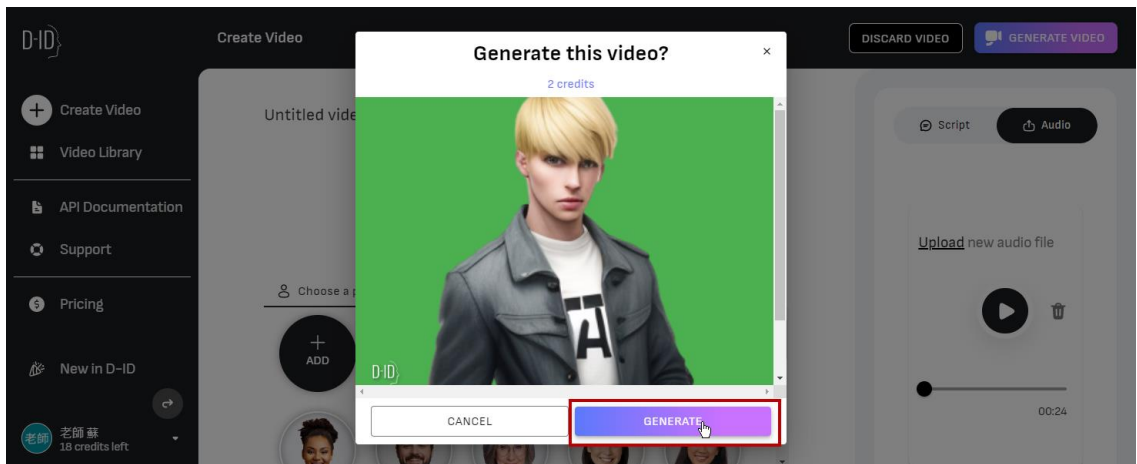 D-ID
Create Video
DISCARD VIDEO
GENERATE VIDEO
Create Video
Video Library
API Documentation
Support
Pricing
New in D-ID
老師
老師 蘇
18 credits left
Untitled vide
Choose a p
ADD
Generate this video?
×
2 credits
D-ID
CANCEL
GENERATE
Script
Audio
Upload new audio file
00:24